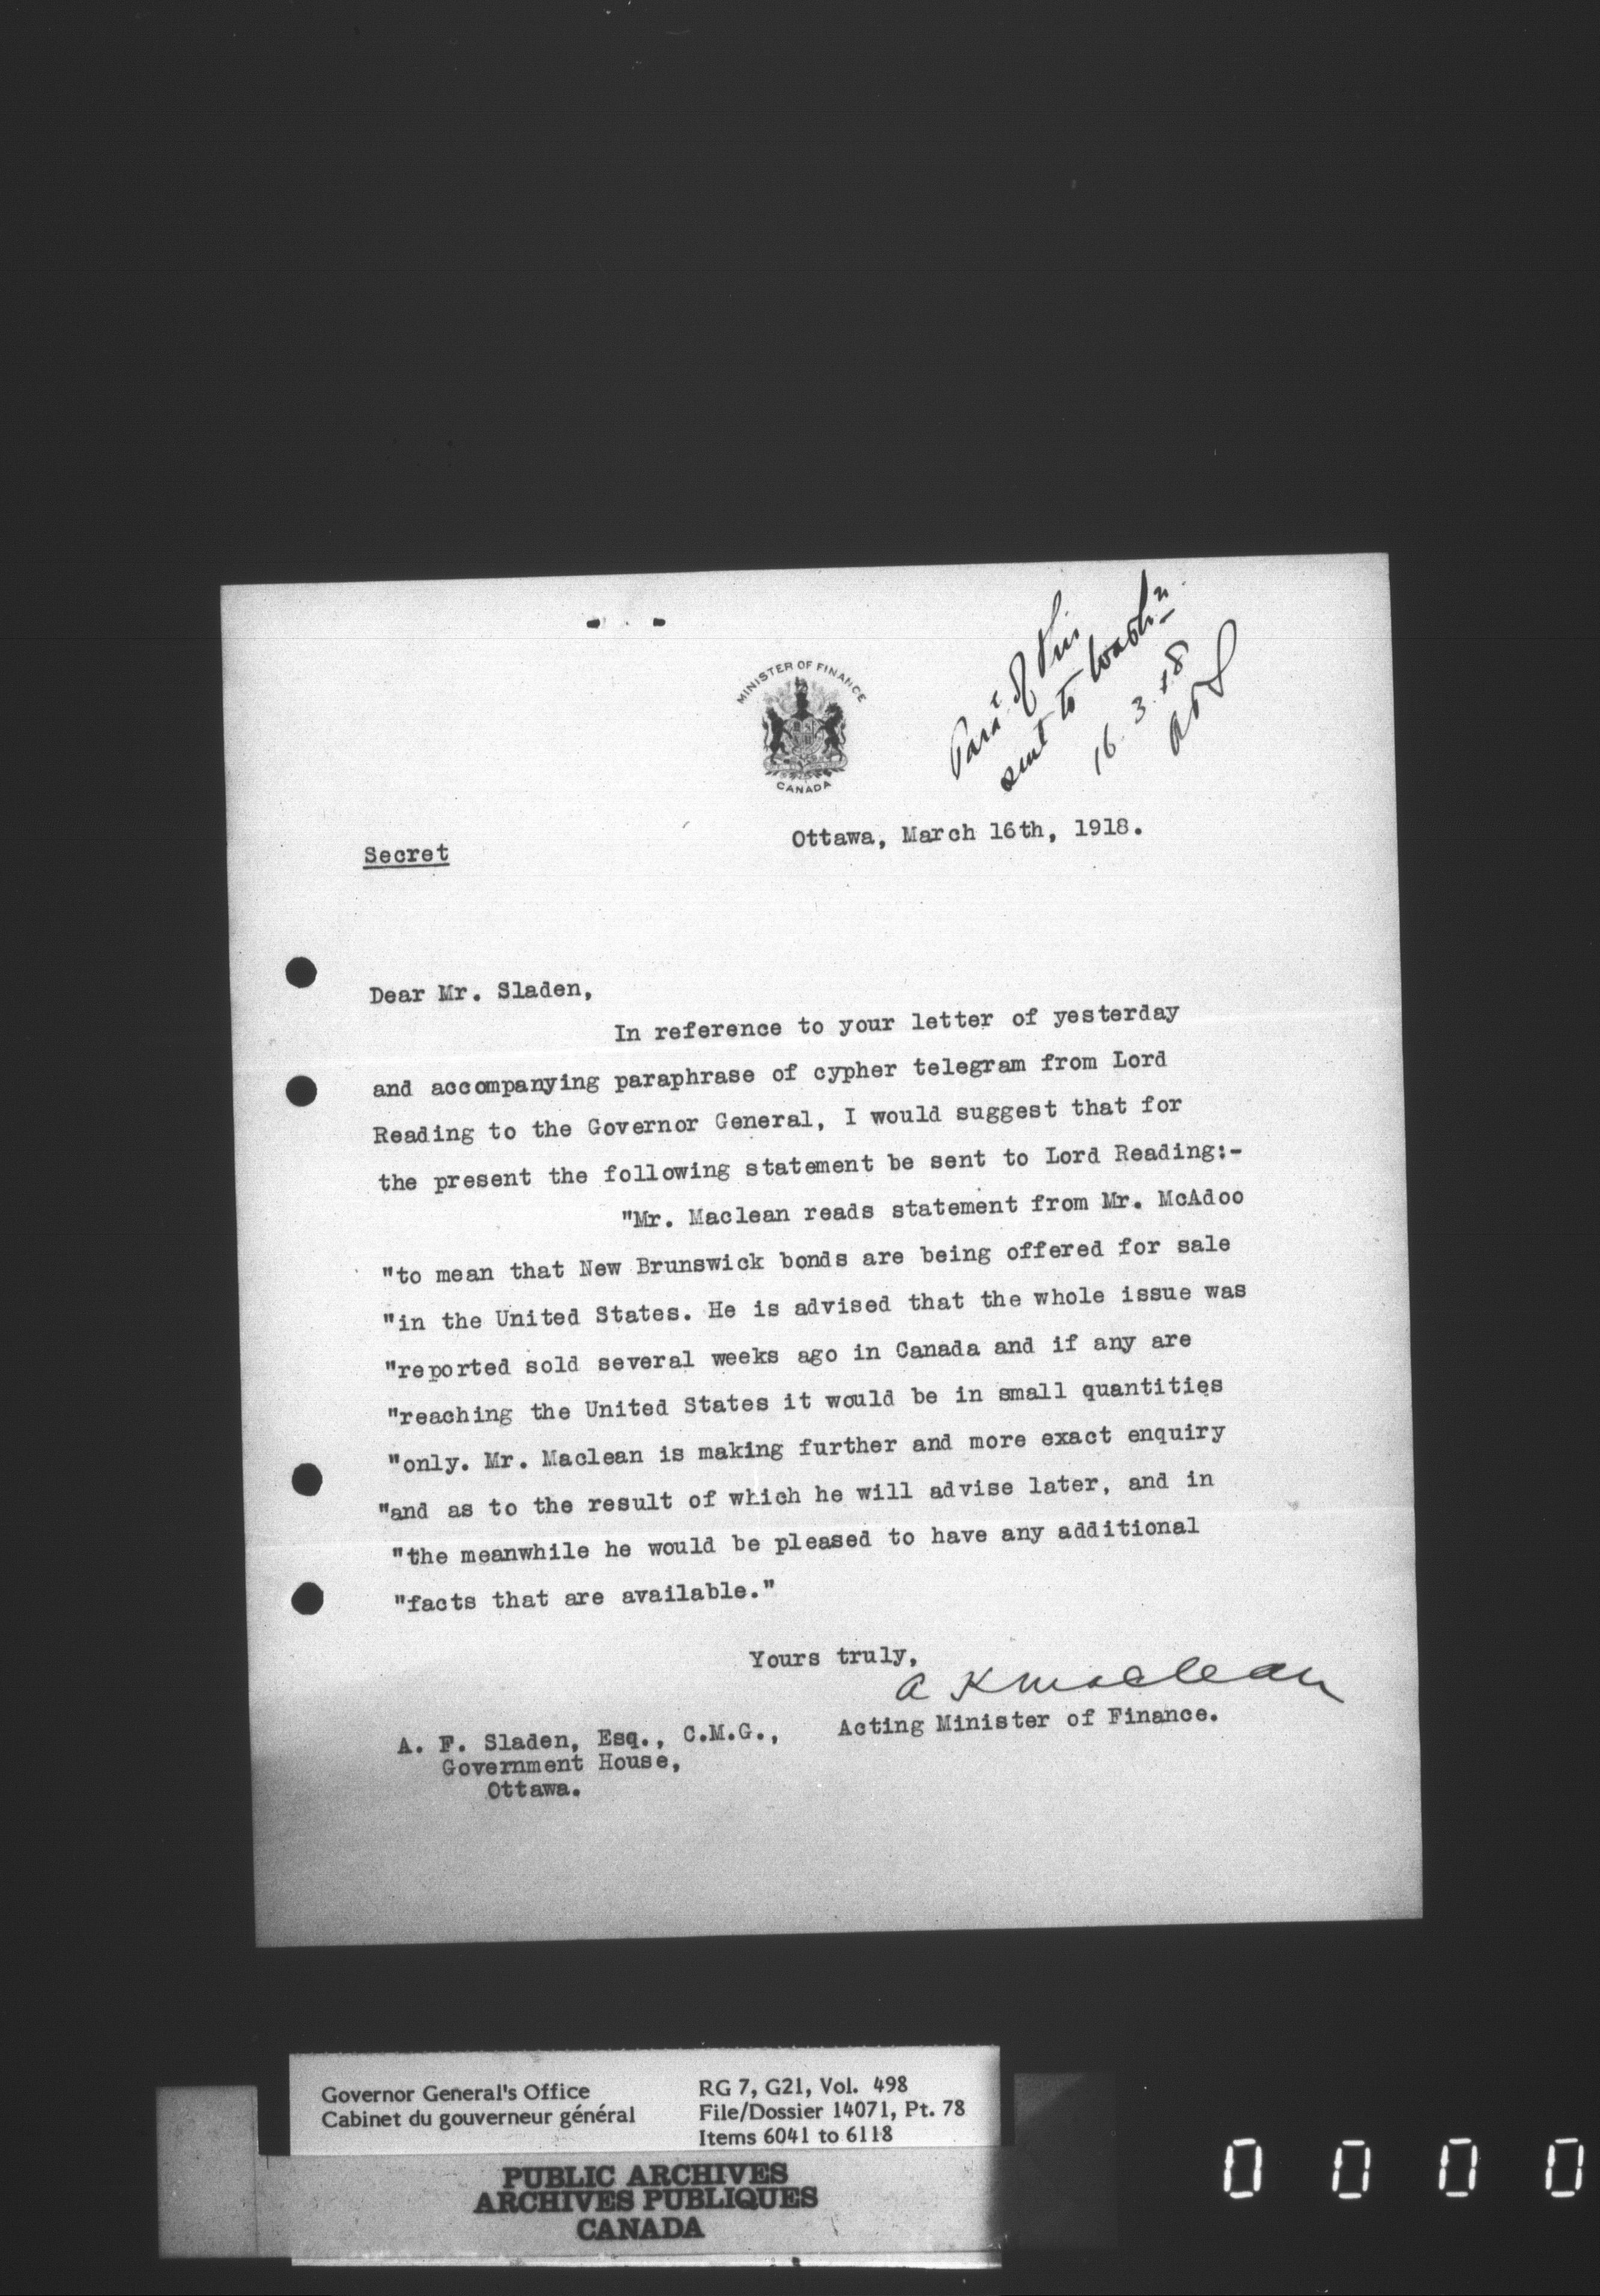 Para: of this
sent to Washn.
16.3.18
MINISTER OF FINANCE
CANADA
Ottawa, March 16th, 1918.
Secret
Dear Mr. Sladen,
In reference to your letter of yesterday
and accompanying paraphrase of cypher telegram from Lord
Reading to the Governor General, I would suggest that for
the present the following statement be sent to Lord Reading:-
"Mr. Maclean reads statement from Mr. McAdoo
"to mean that New Brunswick bonds are being offered for sale
"in the United States. He is advised that the whole issue was
"reported sold several weeks ago in Canada and if any are
"reaching the United States it would be in small quantities
"only. Mr. Maclean is making further and more exact enquiry
"and as to the result of which he will advise later, and in
"the meanwhile he would be pleased to have any additional
"facts that are available."
Yours truly,
A K Maclean
Acting Minister of Finance.
A. F. Sladen, Esq., C.M.G.,
Government House,
Ottawa.
Governor General's Office
Cabinet du gouverneur général
RG 7, G21, Vol. 498
File/Dossier 14071, Pt. 78
Items 6041 to 6118
PUBLIC ARCHIVES
ARCHIVES PUBLIQUES
CANADA
0 0 0 0